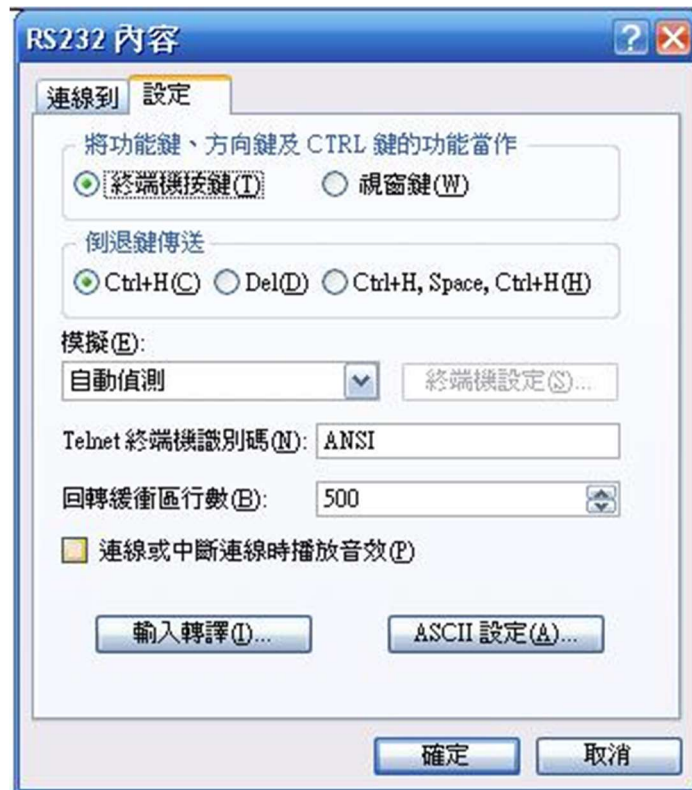 RS232 內容
連線到 設定
將功能鍵、方向鍵及 CTRL 鍵的功能當作
終端機按鍵(T) 視窗鍵(W)
倒退鍵傳送
Ctrl+H(C) Del(D) Ctrl+H, Space, Ctrl+H(H)
模擬(E):
自動偵測 終端機設定(S)...
Telnet 終端機識別碼(N): ANSI
回轉緩衝區行數(B): 500
連線或中斷連線時播放音效(P)
輸入轉譯(I)... ASCII 設定(A)...
確定 取消